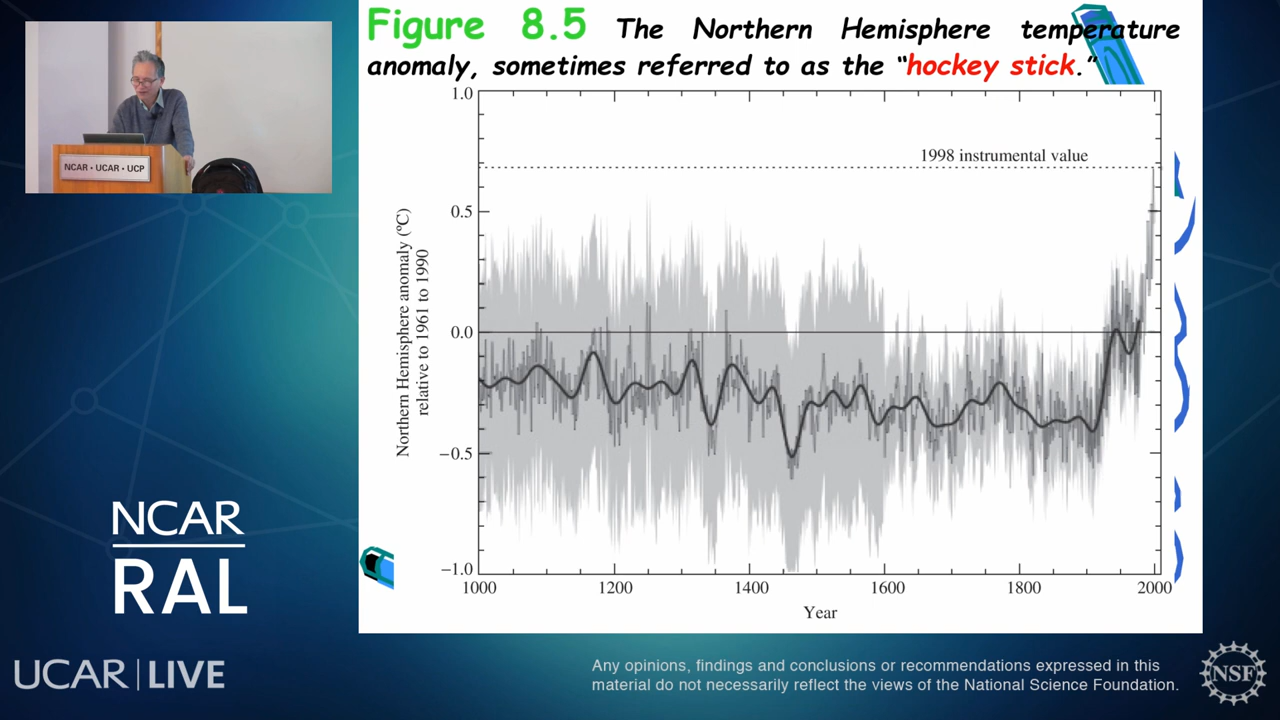 Figure 8.5 The Northern Hemisphere temperature
anomaly, sometimes referred to as the “hockey stick.”
NCAR • UCAR • UCP
1.0
0.5
0.0
−0.5
−1.0
1998 instrumental value
Northern Hemisphere anomaly (ºC)
relative to 1961 to 1990
1000 1200 1400 1600 1800 2000
Year
NCAR
RAL
UCAR | LIVE
Any opinions, findings and conclusions or recommendations expressed in this
material do not necessarily reflect the views of the National Science Foundation.
NSF